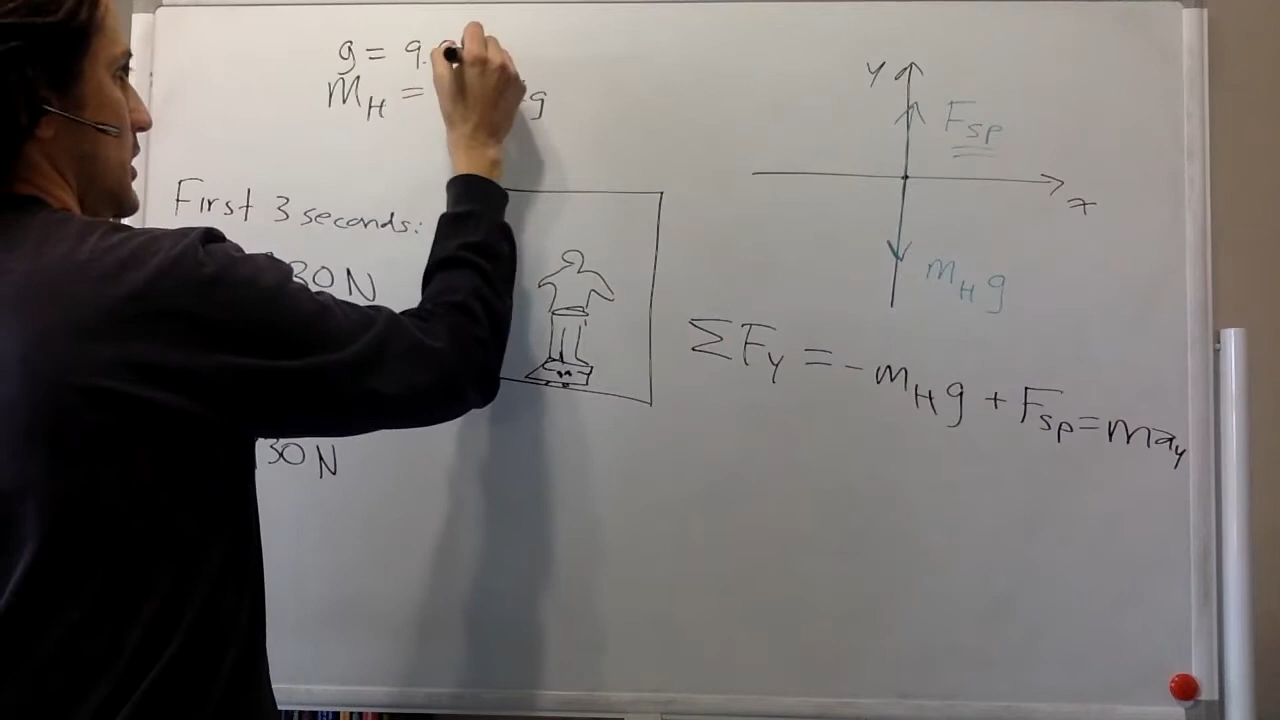 g = 9.
m_H = g
First 3 seconds:
30 N
30 N
y
F_sp
x
m_H g
ΣF_y = -m_H g + F_sp = ma_y